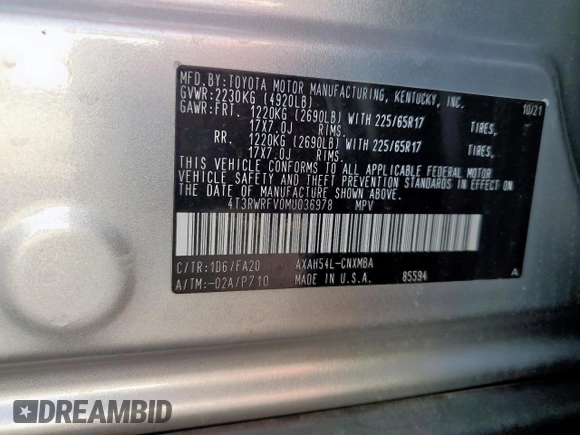 MFD.BY:TOYOTA MOTOR MANUFACTURING, KENTUCKY, INC.
GVWR:2230KG (4920LB) 10/21
GAWR:FRT. 1220KG (2690LB) WITH 225/65R17 TIRES,
17X7.0J RIMS.
RR. 1220KG (2690LB) WITH 225/65R17 TIRES,
17X7.0J RIMS.
THIS VEHICLE CONFORMS TO ALL APPLICABLE FEDERAL MOTOR
VEHICLE SAFETY AND THEFT PREVENTION STANDARDS IN EFFECT ON
THE DATE OF MANUFACTURE SHOWN ABOVE.
4T3RWRFV0MU036978 MPV
C/TR:1D6/FA20 AXAH54L-CNXMBA
A/TM:-02A/P710 MADE IN U.S.A. 85594 A
DREAMBID